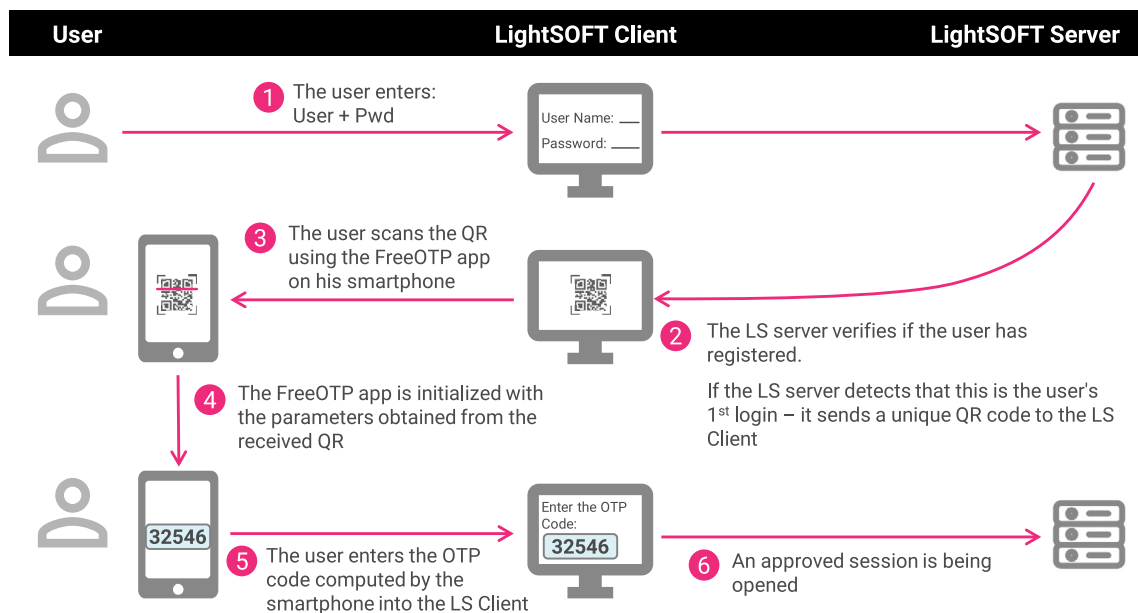 User
LightSOFT Client
LightSOFT Server
1
The user enters:
User + Pwd
User Name: ___
Password: ____
3
The user scans the QR
using the FreeOTP app
on his smartphone
2
The LS server verifies if the user has
registered.
If the LS server detects that this is the user's
1st login – it sends a unique QR code to the LS
Client
4
The FreeOTP app is initialized with
the parameters obtained from the
received QR
32546
5
The user enters the OTP
code computed by the
smartphone into the LS Client
Enter the OTP
Code:
32546
6
An approved session is being
opened